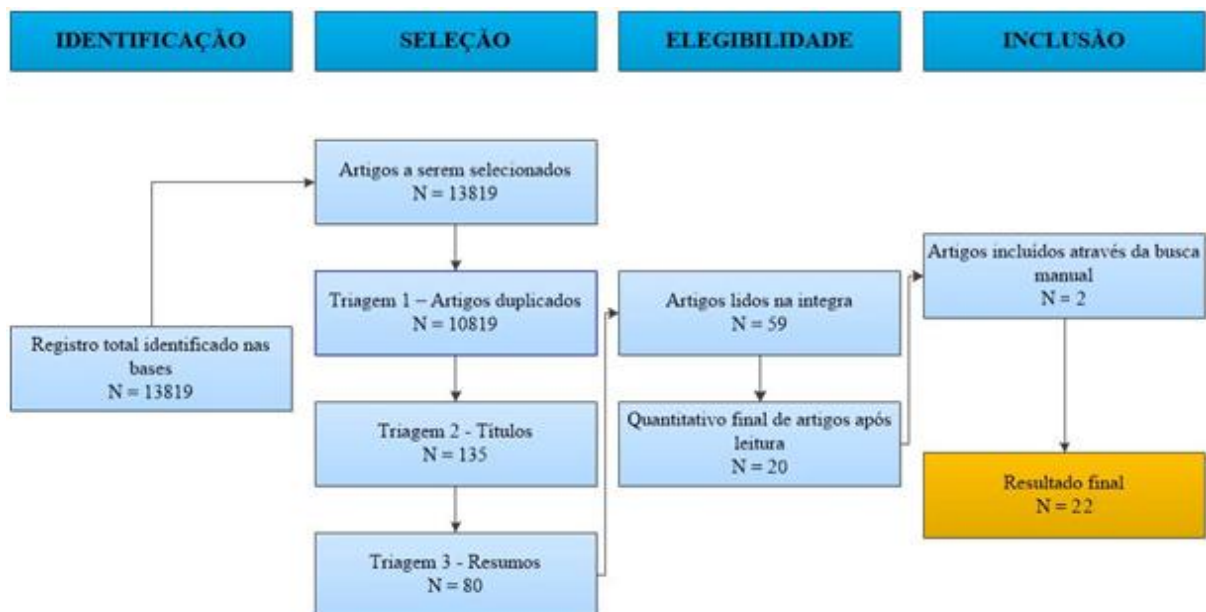 IDENTIFICAÇÃO
SELEÇÃO
ELEGIBILIDADE
INCLUSÃO
Registro total identificado nas
bases
N = 13819
Artigos a serem selecionados
N = 13819
Triagem 1 – Artigos duplicados
N = 10819
Triagem 2 - Titulos
N = 135
Triagem 3 - Resumos
N = 80
Artigos lidos na integra
N = 59
Quantitativo final de artigos após
leitura
N = 20
Artigos incluídos através da busca
manual
N = 2
Resultado final
N = 22